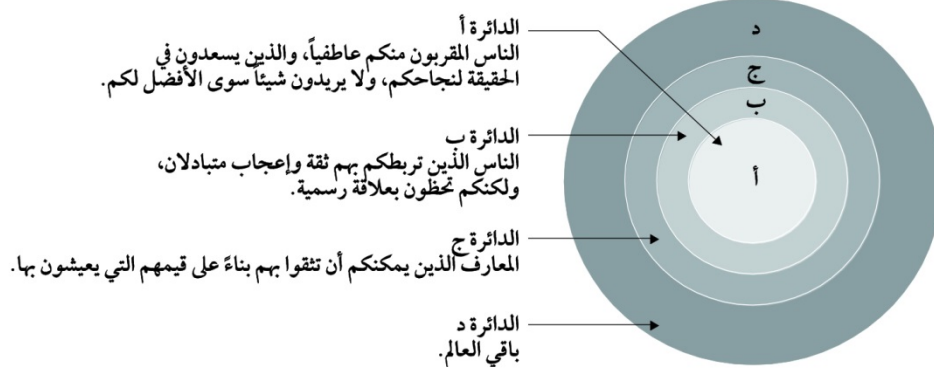 الدائرة أ
الناس المقربون منكم عاطفياً، والذين يسعدون في
الحقيقة لنجاحكم، ولا يريدون شيئاً سوى الأفضل لكم.
الدائرة ب
الناس الذين تربطكم بهم ثقة وإعجاب متبادلان،
ولكنكم تحظون بعلاقة رسمية.
الدائرة ج
المعارف الذين يمكنكم أن تثقوا بهم بناءً على قيمهم التي يعيشون بها.
الدائرة د
باقي العالم.
د
ج
ب
أ